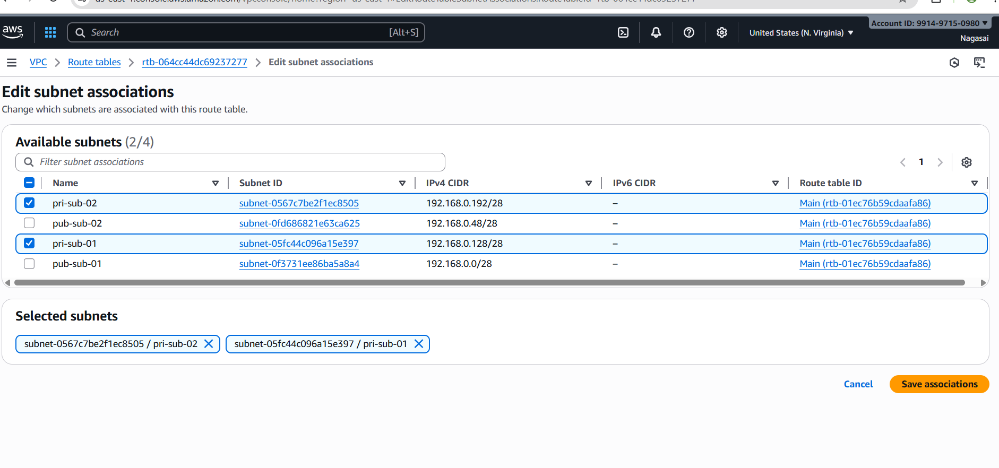 aws
Search [Alt+S]
United States (N. Virginia)
Account ID: 9914-9715-0980
Nagasai
VPC
Route tables
rtb-064cc44dc69237277
Edit subnet associations
Edit subnet associations
Change which subnets are associated with this route table.
Available subnets (2/4)
Filter subnet associations
1
Name Subnet ID IPv4 CIDR IPv6 CIDR Route table ID
pri-sub-02 subnet-0567c7be2f1ec8505 192.168.0.192/28 – Main (rtb-01ec76b59cdaafa86)
pub-sub-02 subnet-0fd686821e63ca625 192.168.0.48/28 – Main (rtb-01ec76b59cdaafa86)
pri-sub-01 subnet-05fc44c096a15e397 192.168.0.128/28 – Main (rtb-01ec76b59cdaafa86)
pub-sub-01 subnet-0f3731ee86ba5a8a4 192.168.0.0/28 – Main (rtb-01ec76b59cdaafa86)
Selected subnets
subnet-0567c7be2f1ec8505 / pri-sub-02
subnet-05fc44c096a15e397 / pri-sub-01
Cancel
Save associations